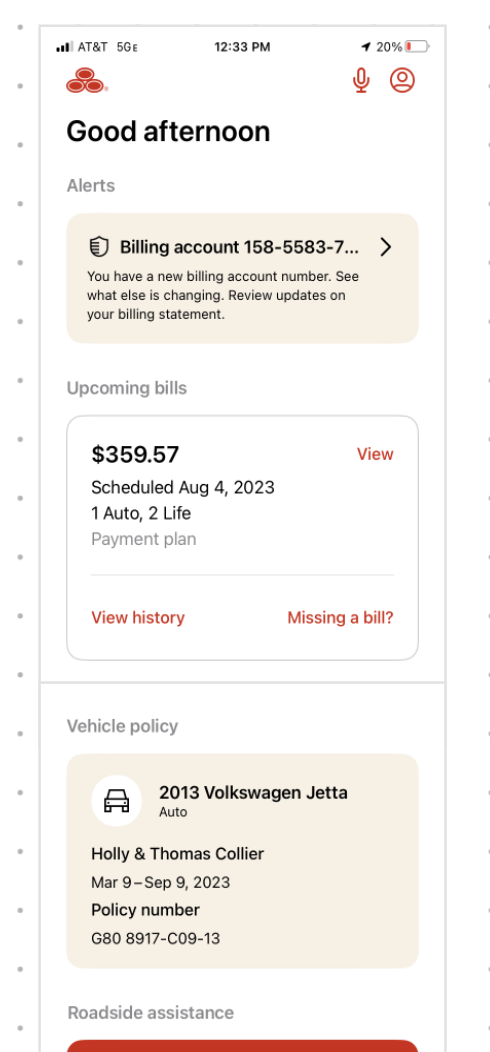 AT&T 5GE 12:33 PM 20%
Good afternoon
Alerts
Billing account 158-5583-7...
You have a new billing account number. See
what else is changing. Review updates on
your billing statement.
Upcoming bills
$359.57 View
Scheduled Aug 4, 2023
1 Auto, 2 Life
Payment plan
View history Missing a bill?
Vehicle policy
2013 Volkswagen Jetta
Auto
Holly & Thomas Collier
Mar 9–Sep 9, 2023
Policy number
G80 8917-C09-13
Roadside assistance